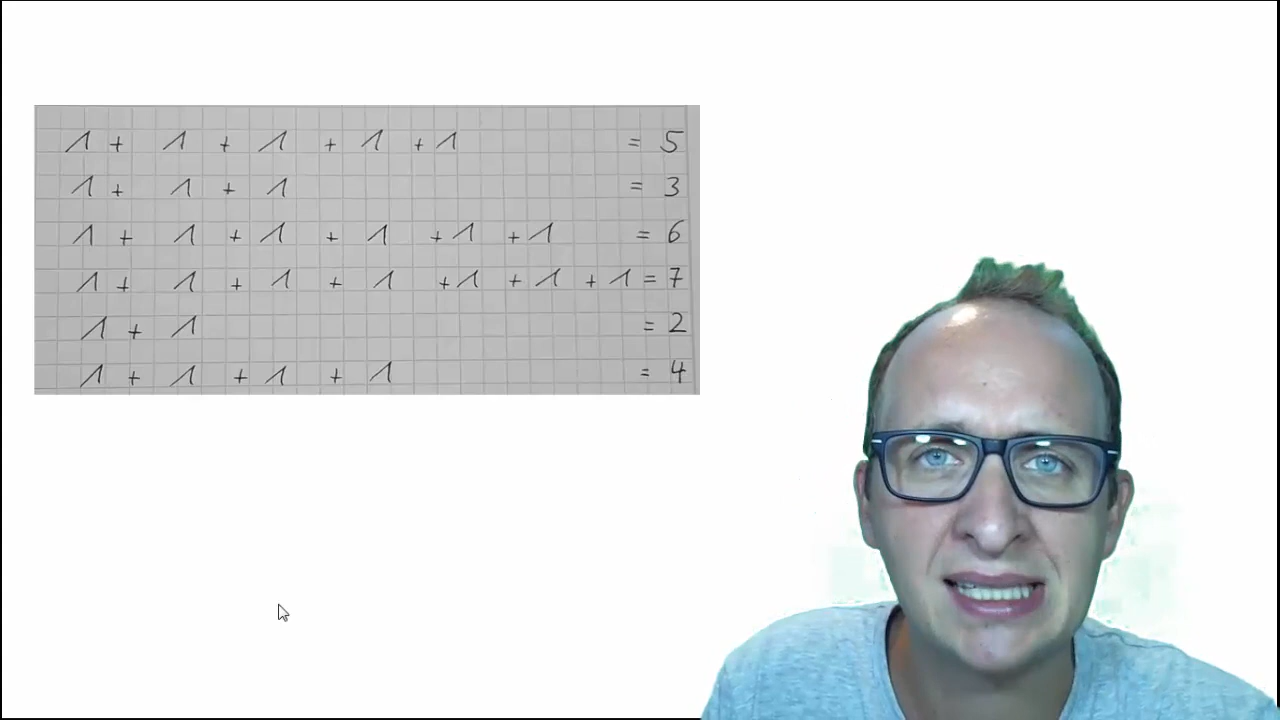 1 + 1 + 1 + 1 + 1 = 5
1 + 1 + 1 = 3
1 + 1 + 1 + 1 + 1 + 1 = 6
1 + 1 + 1 + 1 + 1 + 1 + 1 = 7
1 + 1 = 2
1 + 1 + 1 + 1 = 4